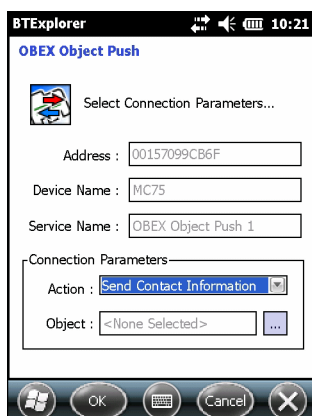 BTExplorer 10:21
OBEX Object Push
Select Connection Parameters...
Address : 00157099CB6F
Device Name : MC75
Service Name : OBEX Object Push 1
Connection Parameters
Action : Send Contact Information
Object : <None Selected> ...
OK Cancel